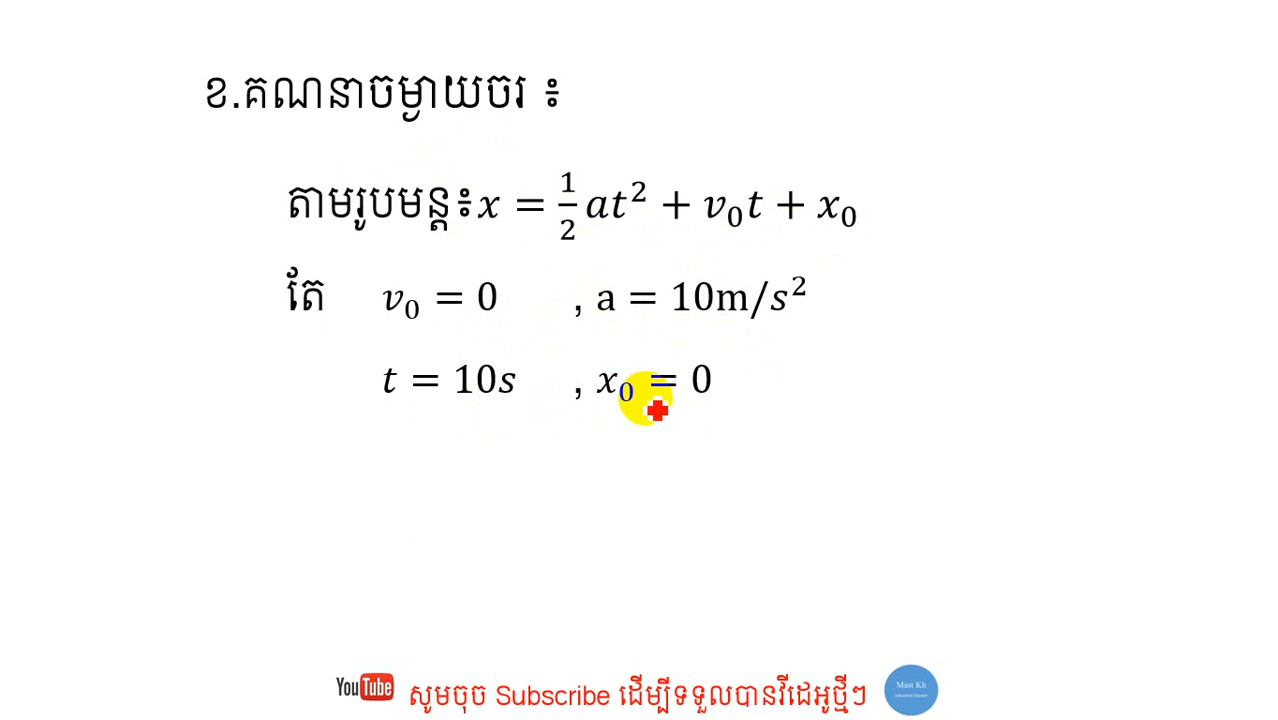 ខ.គណនាចម្ងាយចរ ៖
តាមរូបមន្ត៖x = 1/2 at² + v₀t + x₀
តែ v₀ = 0 , a = 10m/s²
t = 10s , x₀ = 0
YouTube សូមចុច Subscribe ដើម្បីទទួលបានវីដេអូថ្មីៗ Mast Kh